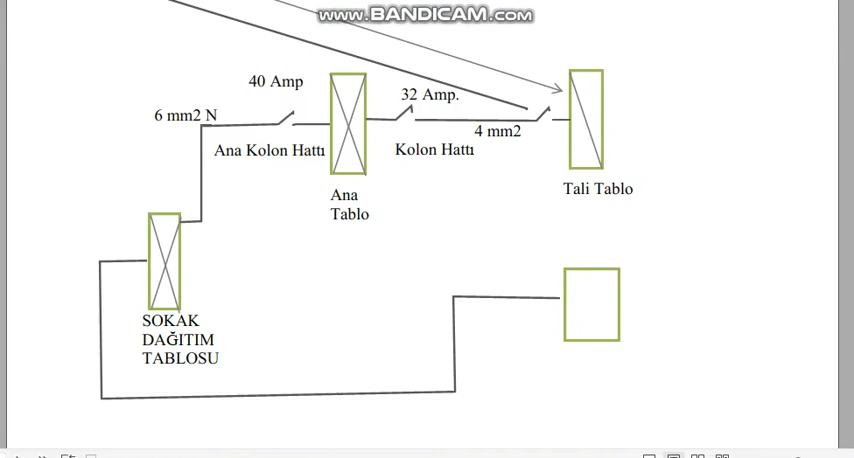 www.BANDICAM.com
40 Amp
32 Amp.
6 mm2 N
4 mm2
Ana Kolon Hattı
Kolon Hattı
Tali Tablo
Ana
Tablo
SOKAK
DAĞITIM
TABLOSU